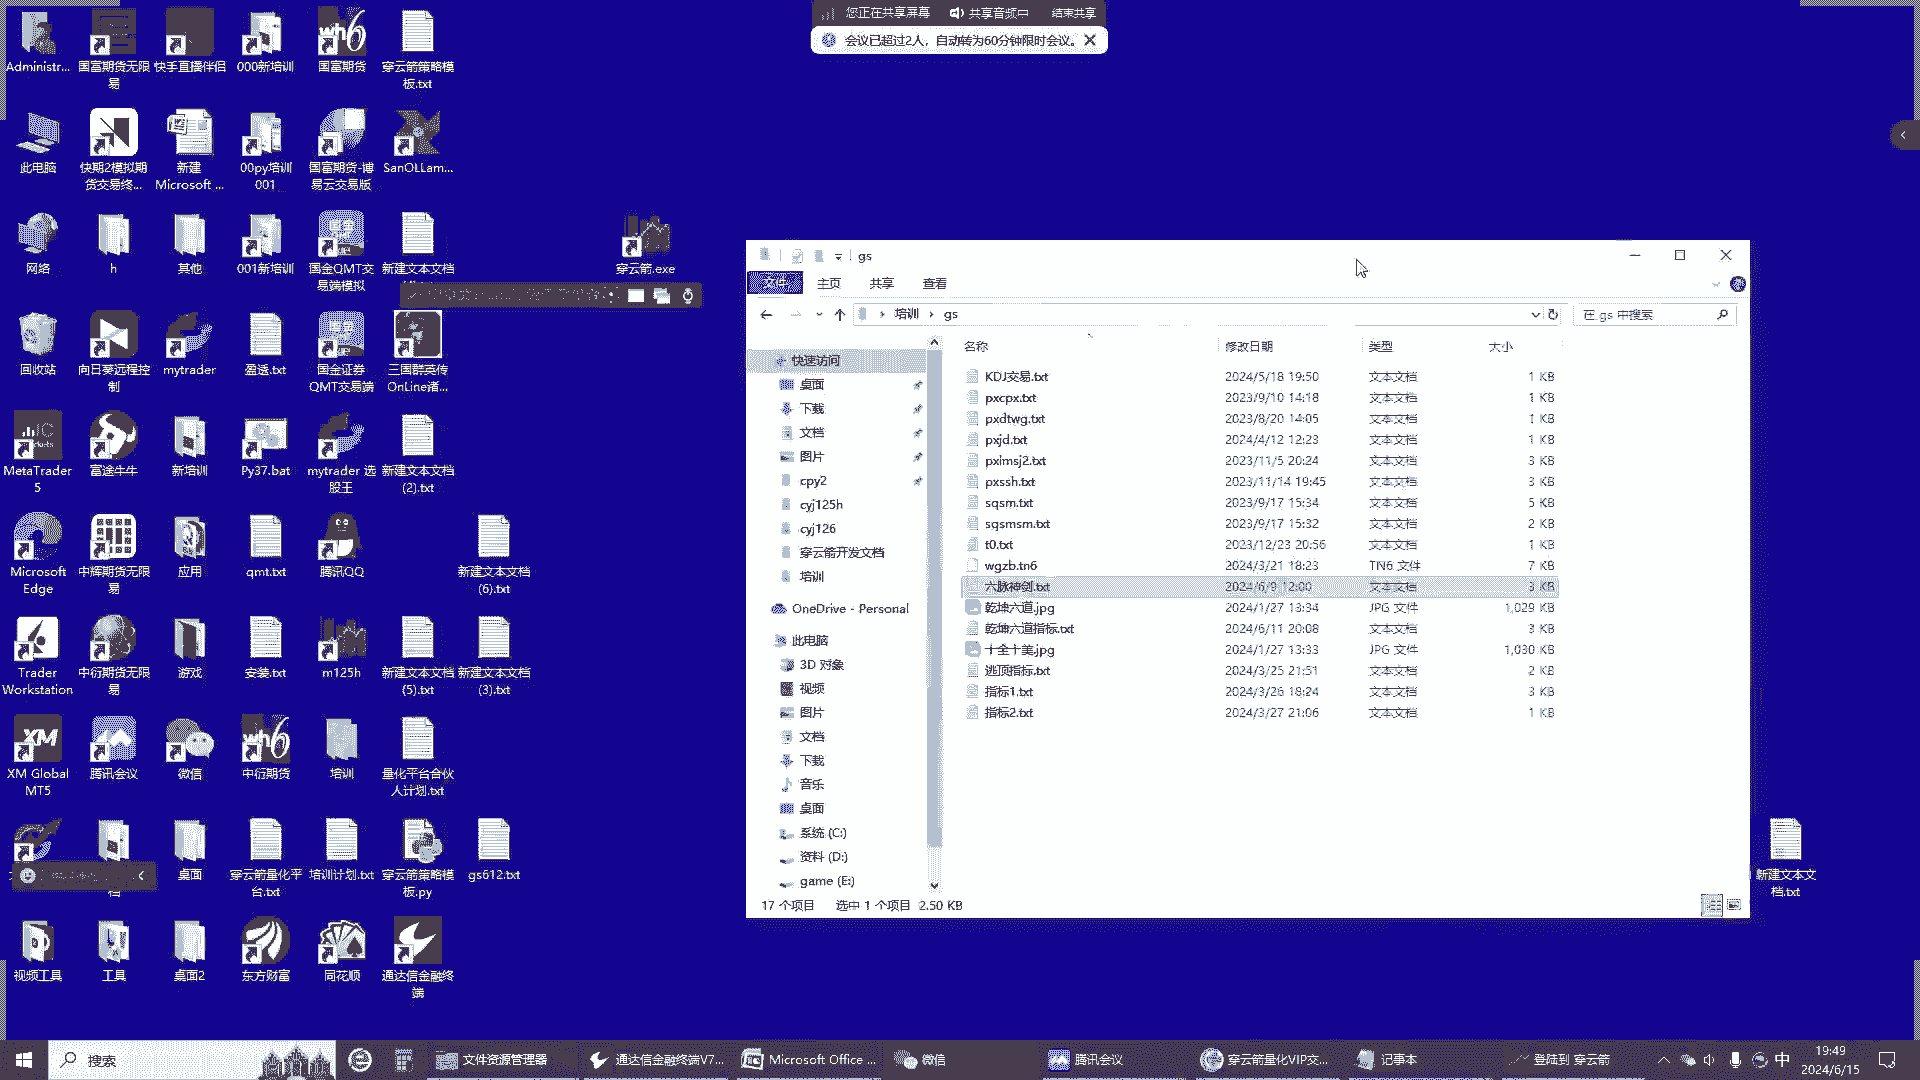 您正在共享屏幕 共享音频中 结束共享
会议已超过2人，自动转为60分钟限时会议。
Administr...
国富期货无限易
快手直播伴侣
000新培训
国富期货
穿云箭策略模板.txt
此电脑
快期2模拟期货交易终...
新建 Microsoft ...
00py培训001
国富期货-博易云交易版
SanOLLam...
网络
h
其他
001新培训
国金QMT交易端模拟
新建文本文档
穿云箭.exe
回收站
向日葵远程控制
mytrader
盈透.txt
国金证券QMT交易端
三国群英传OnLine诸...
MetaTrader 5
富途牛牛
新培训
Py37.bat
mytrader 选股王
新建文本文档(2).txt
Microsoft Edge
中辉期货无限易
应用
qmt.txt
腾讯QQ
新建文本文档(6).txt
Trader Workstation
中衍期货无限易
游戏
安装.txt
m125h
新建文本文档(5).txt
新建文本文档(3).txt
XM Global MT5
腾讯会议
微信
中衍期货
培训
量化平台合伙人计划.txt
桌面
穿云箭量化平台.txt
培训计划.txt
穿云箭策略模板.py
gs612.txt
视频工具
工具
桌面2
东方财富
同花顺
通达信金融终端
gs
文件 主页 共享 查看
培训 gs
在 gs 中搜索
名称 修改日期 类型 大小
快速访问
桌面
下载
文档
图片
cpy2
cyj125h
cyj126
穿云箭开发文档
培训
OneDrive - Personal
此电脑
3D 对象
视频
图片
文档
下载
音乐
桌面
系统 (C:)
资料 (D:)
game (E:)
KDJ交易.txt 2024/5/18 19:50 文本文档 1 KB
pxcpx.txt 2023/9/10 14:18 文本文档 1 KB
pxdtwg.txt 2023/8/20 14:05 文本文档 1 KB
pxjd.txt 2024/4/12 12:23 文本文档 1 KB
pxlmsj2.txt 2023/11/5 20:24 文本文档 3 KB
pxssh.txt 2023/11/14 19:45 文本文档 3 KB
sqsm.txt 2023/9/17 15:34 文本文档 5 KB
sqsmsm.txt 2023/9/17 15:32 文本文档 2 KB
t0.txt 2023/12/23 20:56 文本文档 1 KB
wgzb.tn6 2024/3/21 18:23 TN6 文件 7 KB
六脉神剑.txt 2024/6/9 12:00 文本文档 3 KB
乾坤六道.jpg 2024/1/27 13:34 JPG 文件 1,029 KB
乾坤六道指标.txt 2024/6/11 20:08 文本文档 3 KB
十全十美.jpg 2024/1/27 13:33 JPG 文件 1,030 KB
逃顶指标.txt 2024/3/25 21:51 文本文档 2 KB
指标1.txt 2024/3/26 18:24 文本文档 3 KB
指标2.txt 2024/3/27 21:06 文本文档 1 KB
17 个项目 选中 1 个项目 2.50 KB
新建文本文档.txt
搜索
文件资源管理器
通达信金融终端V7...
Microsoft Office ...
微信
腾讯会议
穿云箭量化VIP交...
记事本
登陆到 穿云箭
中
19:49
2024/6/15